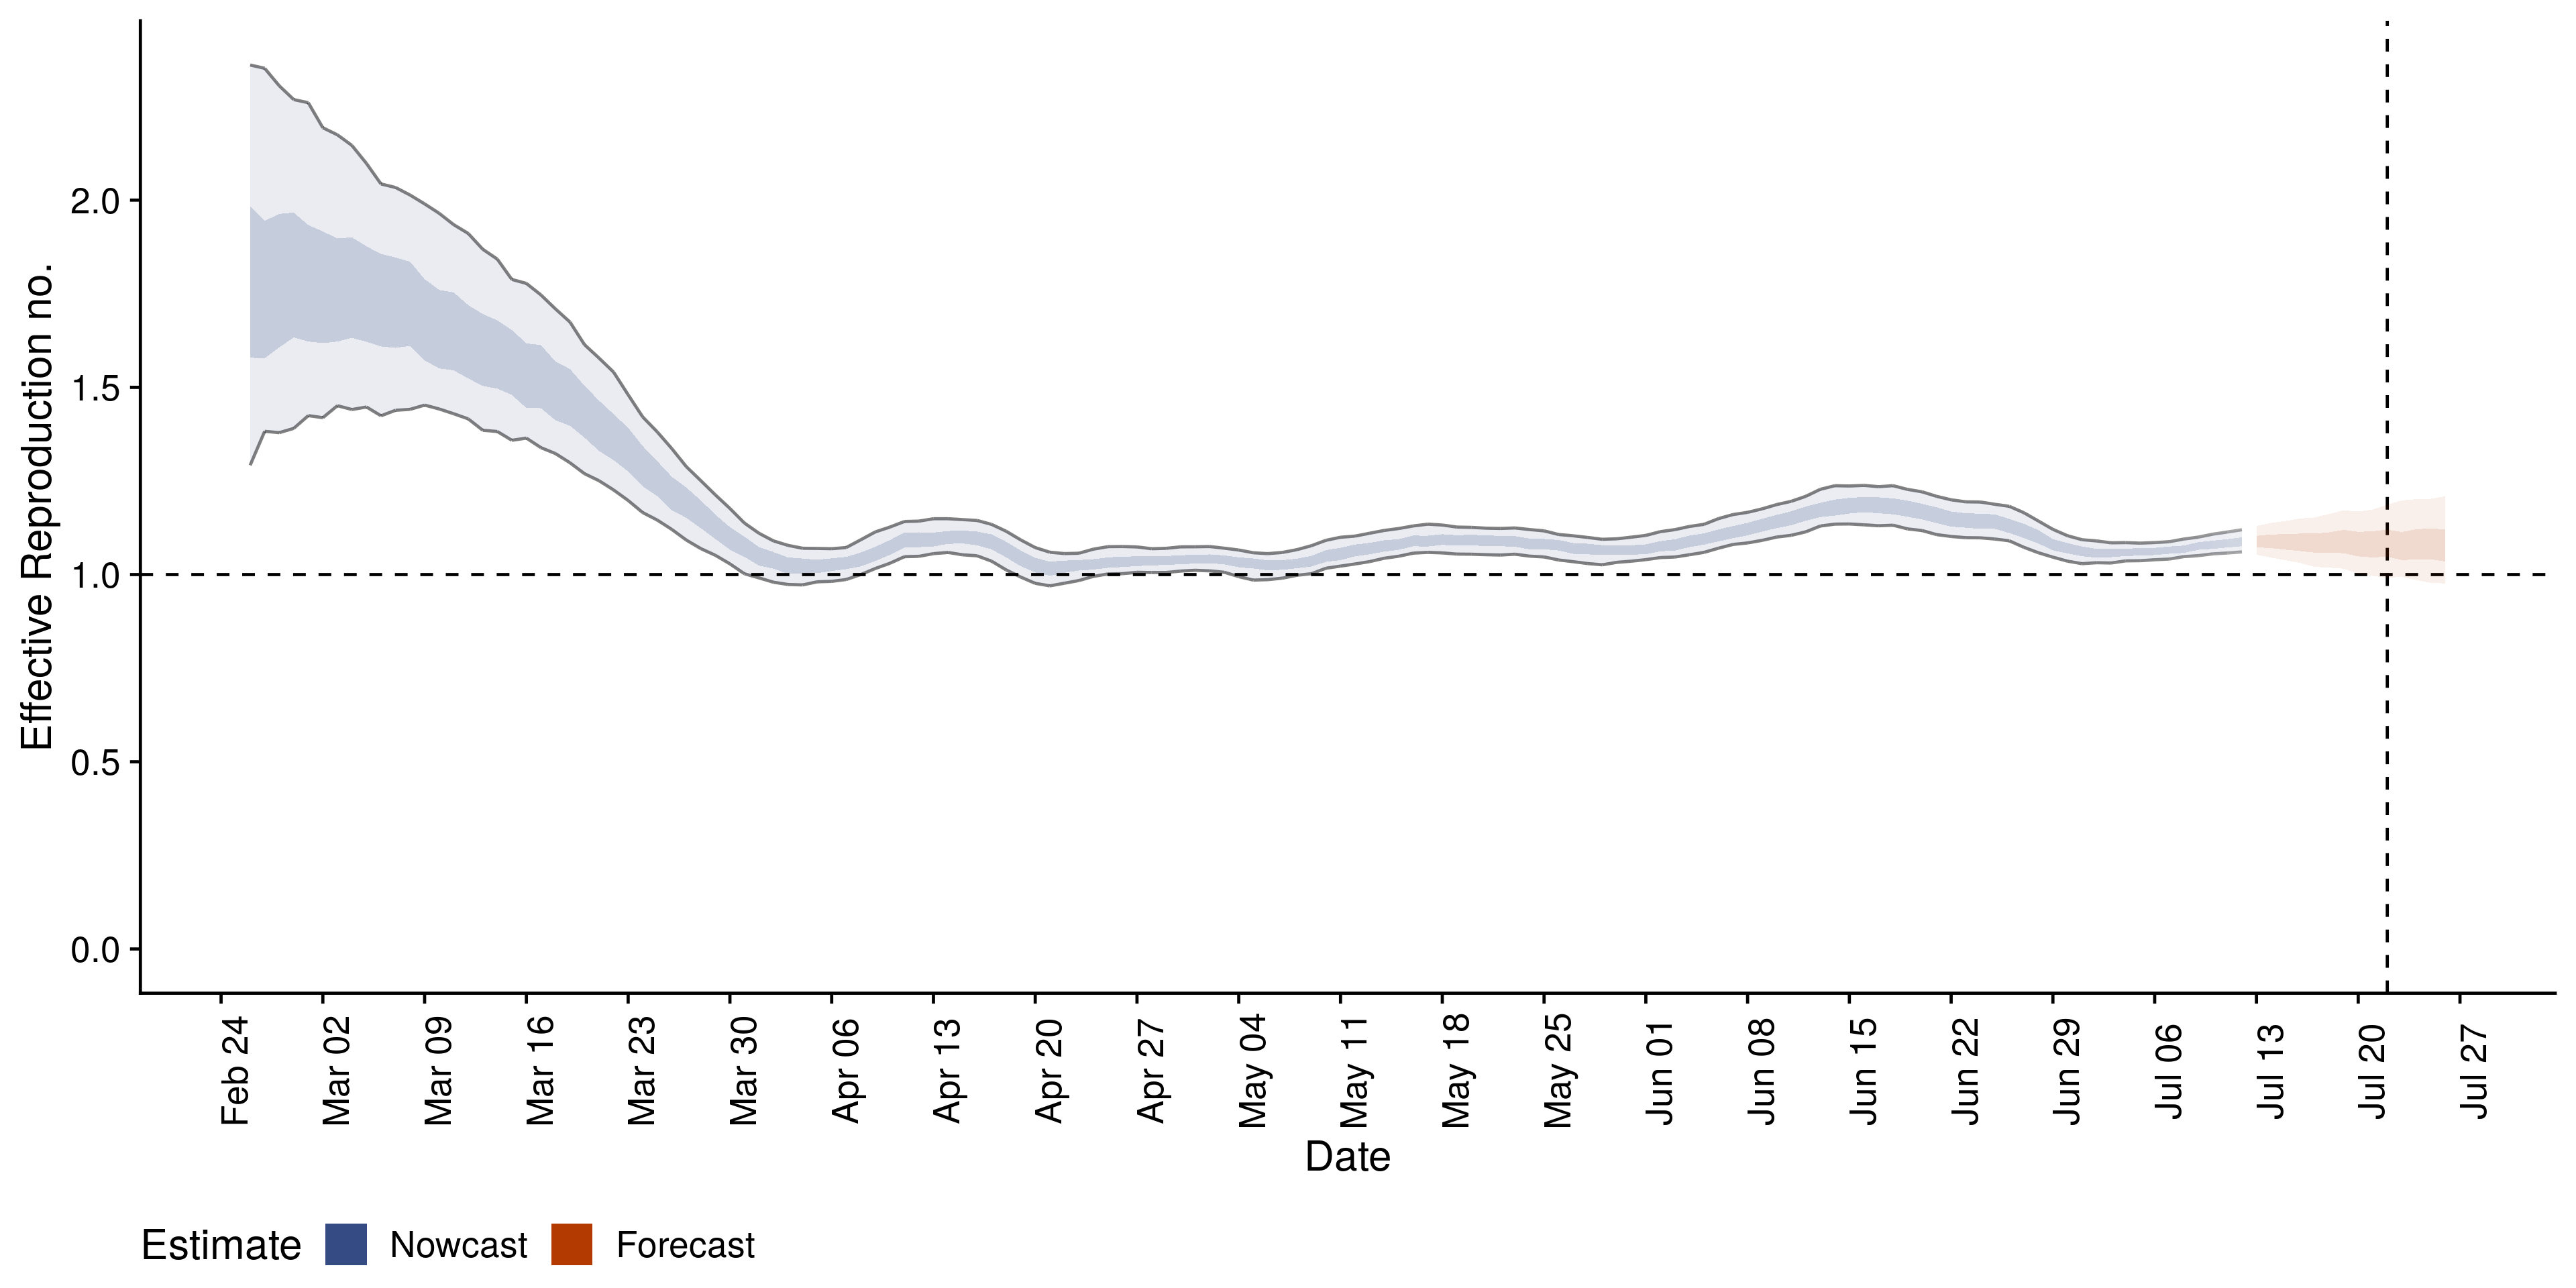 Effective Reproduction no.
2.0
1.5
1.0
0.5
0.0
Feb 24
Mar 02
Mar 09
Mar 16
Mar 23
Mar 30
Apr 06
Apr 13
Apr 20
Apr 27
May 04
May 11
May 18
May 25
Jun 01
Jun 08
Jun 15
Jun 22
Jun 29
Jul 06
Jul 13
Jul 20
Jul 27
Date
Estimate Nowcast Forecast